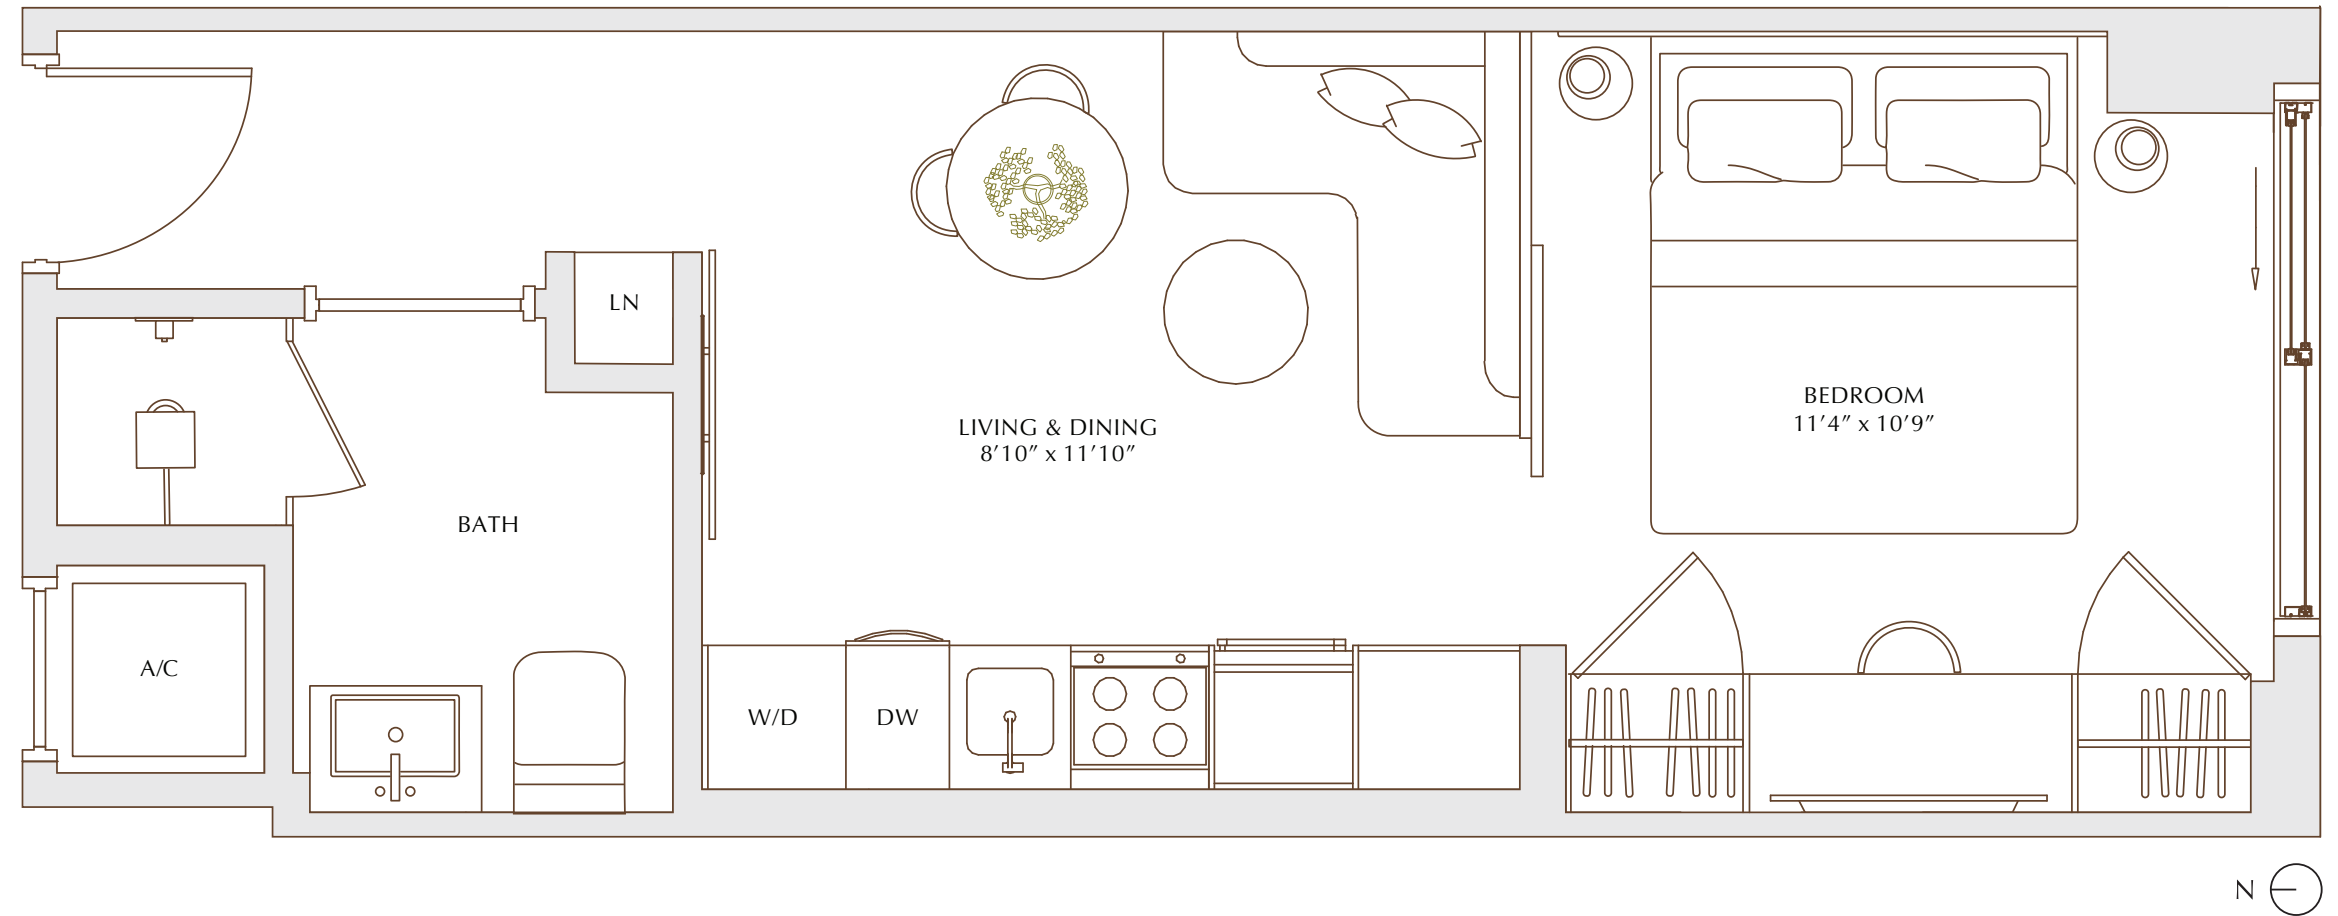 LN
BEDROOM
11′4″ x 10′9″
LIVING & DINING
8′10″ x 11′10″
BATH
A/C
W/D
DW
N